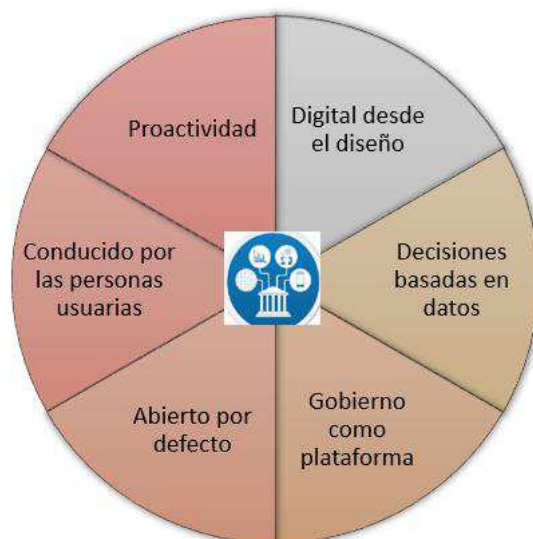 Proactividad
Digital desde
el diseño
Conducido por
las personas
usuarias
Decisiones
basadas en
datos
Abierto por
defecto
Gobierno
como
plataforma